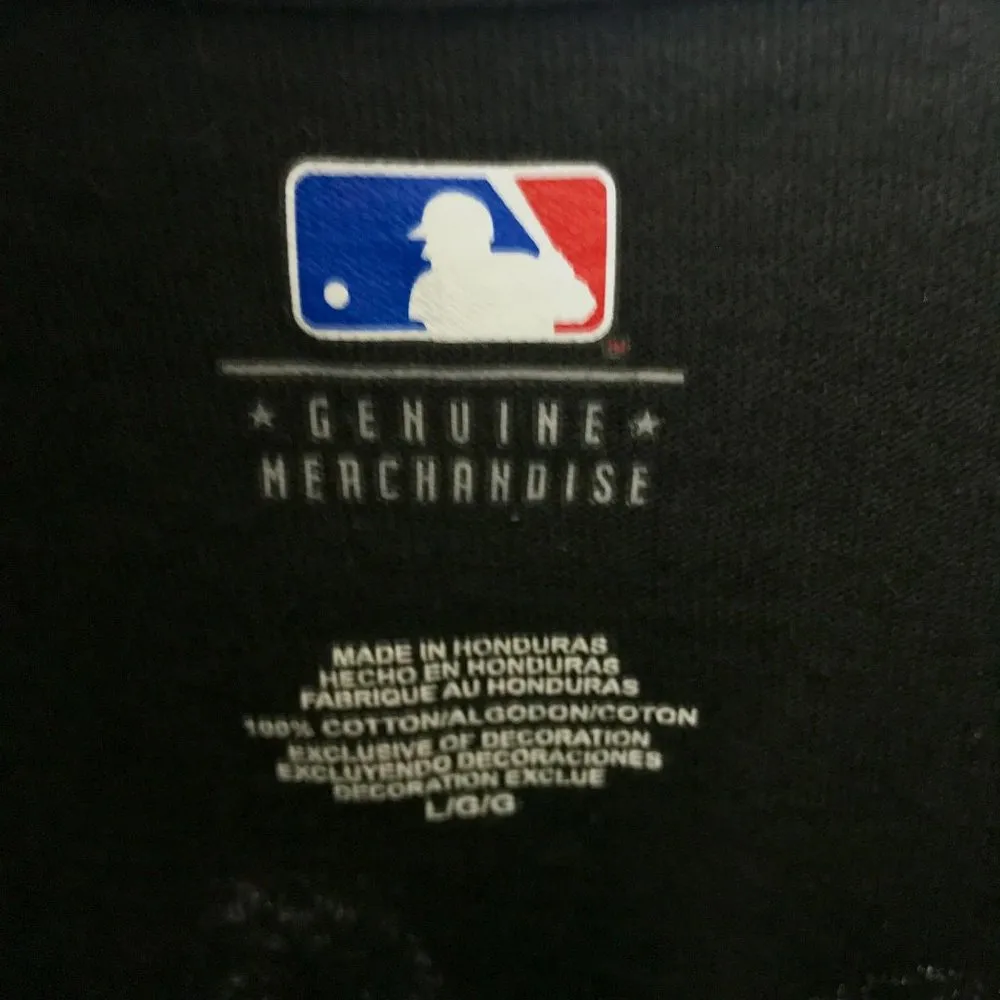 TM
★ GENUINE ★
MERCHANDISE
MADE IN HONDURAS
HECHO EN HONDURAS
FABRIQUE AU HONDURAS
100% COTTON/ALGODON/COTON
EXCLUSIVE OF DECORATION
EXCLUYENDO DECORACIONES
DECORATION EXCLUE
L/G/G